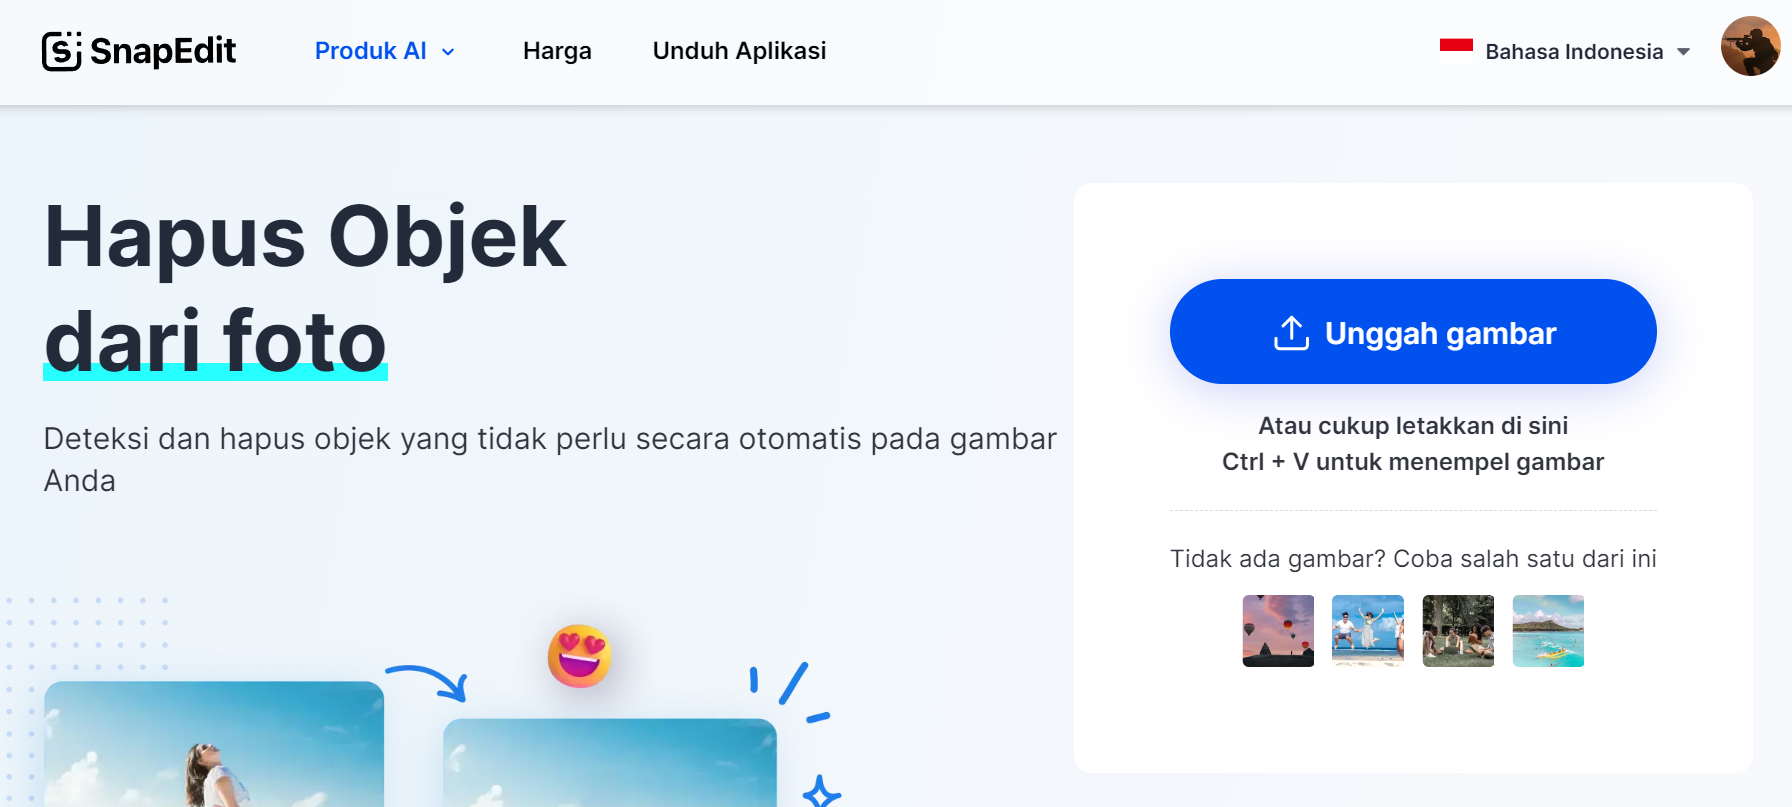 SnapEdit
Produk AI
Harga
Unduh Aplikasi
Bahasa Indonesia
Hapus Objek
dari foto
Deteksi dan hapus objek yang tidak perlu secara otomatis pada gambar
Anda
Unggah gambar
Atau cukup letakkan di sini
Ctrl + V untuk menempel gambar
Tidak ada gambar? Coba salah satu dari ini